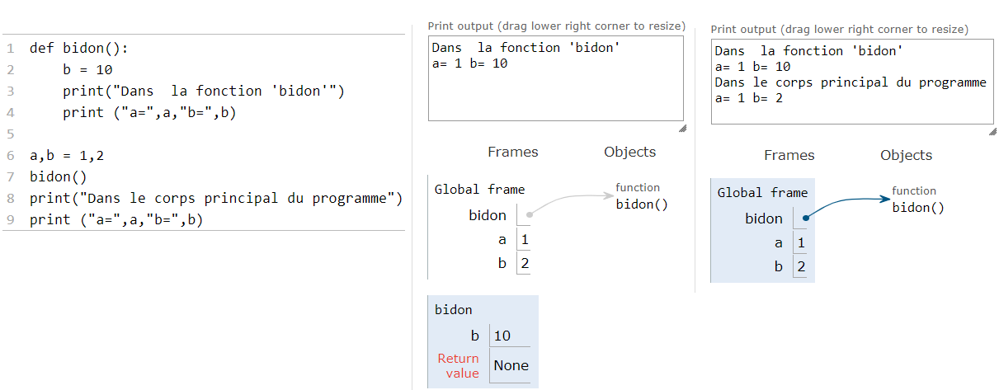 1 def bidon():
2     b = 10
3     print("Dans  la fonction 'bidon'")
4     print ("a=",a,"b=",b)
5
6 a,b = 1,2
7 bidon()
8 print("Dans le corps principal du programme")
9 print ("a=",a,"b=",b)
Print output (drag lower right corner to resize)
Dans  la fonction 'bidon'
a= 1 b= 10
Frames Objects
Global frame
function
bidon()
bidon
a 1
b 2
bidon
b 10
Return
value
None
Print output (drag lower right corner to resize)
Dans  la fonction 'bidon'
a= 1 b= 10
Dans le corps principal du programme
a= 1 b= 2
Frames Objects
Global frame
function
bidon()
bidon
a 1
b 2